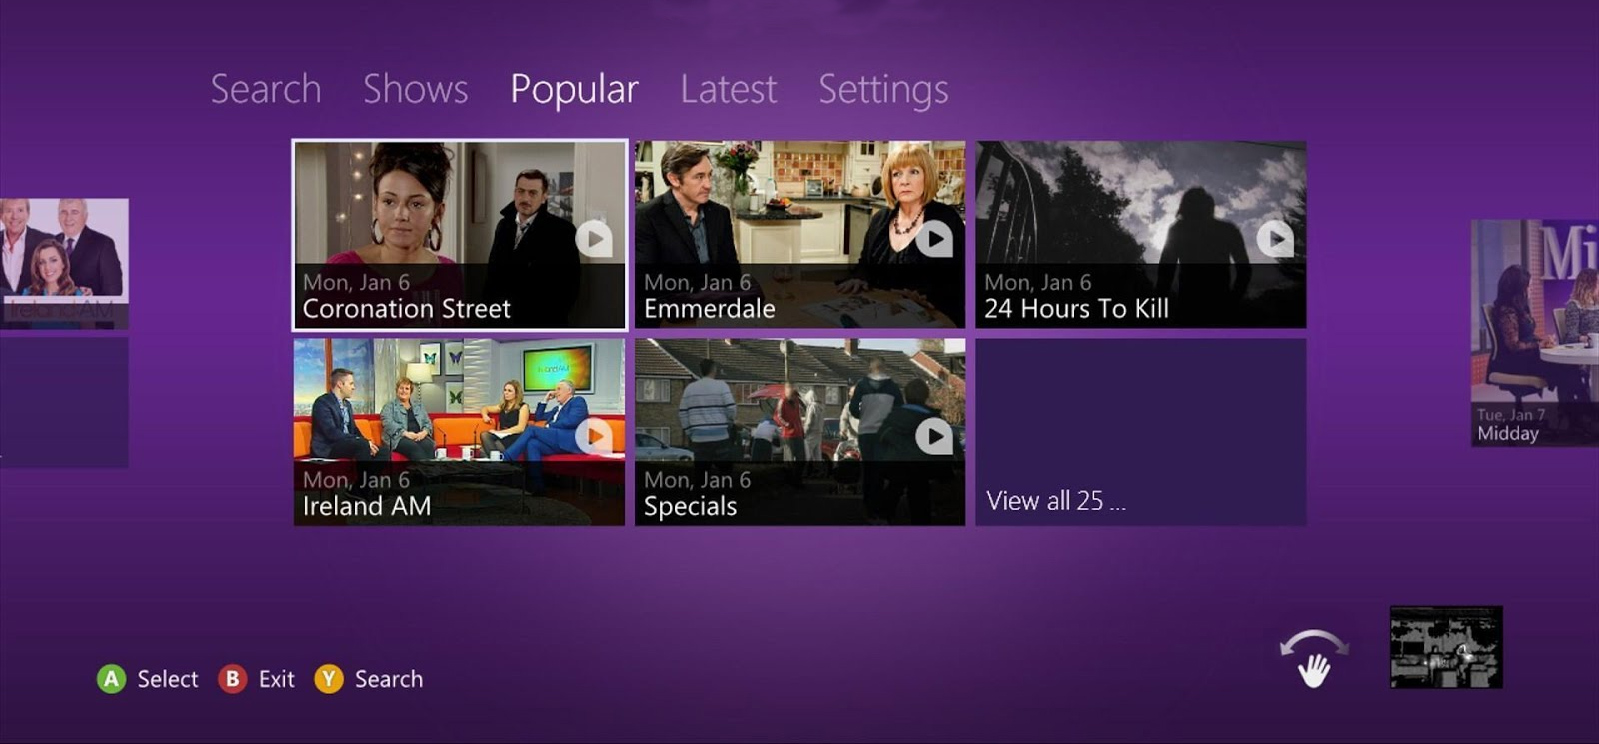 Search Shows Popular Latest Settings
Mon, Jan 6
Coronation Street
Mon, Jan 6
Emmerdale
Mon, Jan 6
24 Hours To Kill
Ireland AM
Mi
Tue, Jan 7
Midday
Mon, Jan 6
Ireland AM
Mon, Jan 6
Specials
View all 25 ...
A Select B Exit Y Search